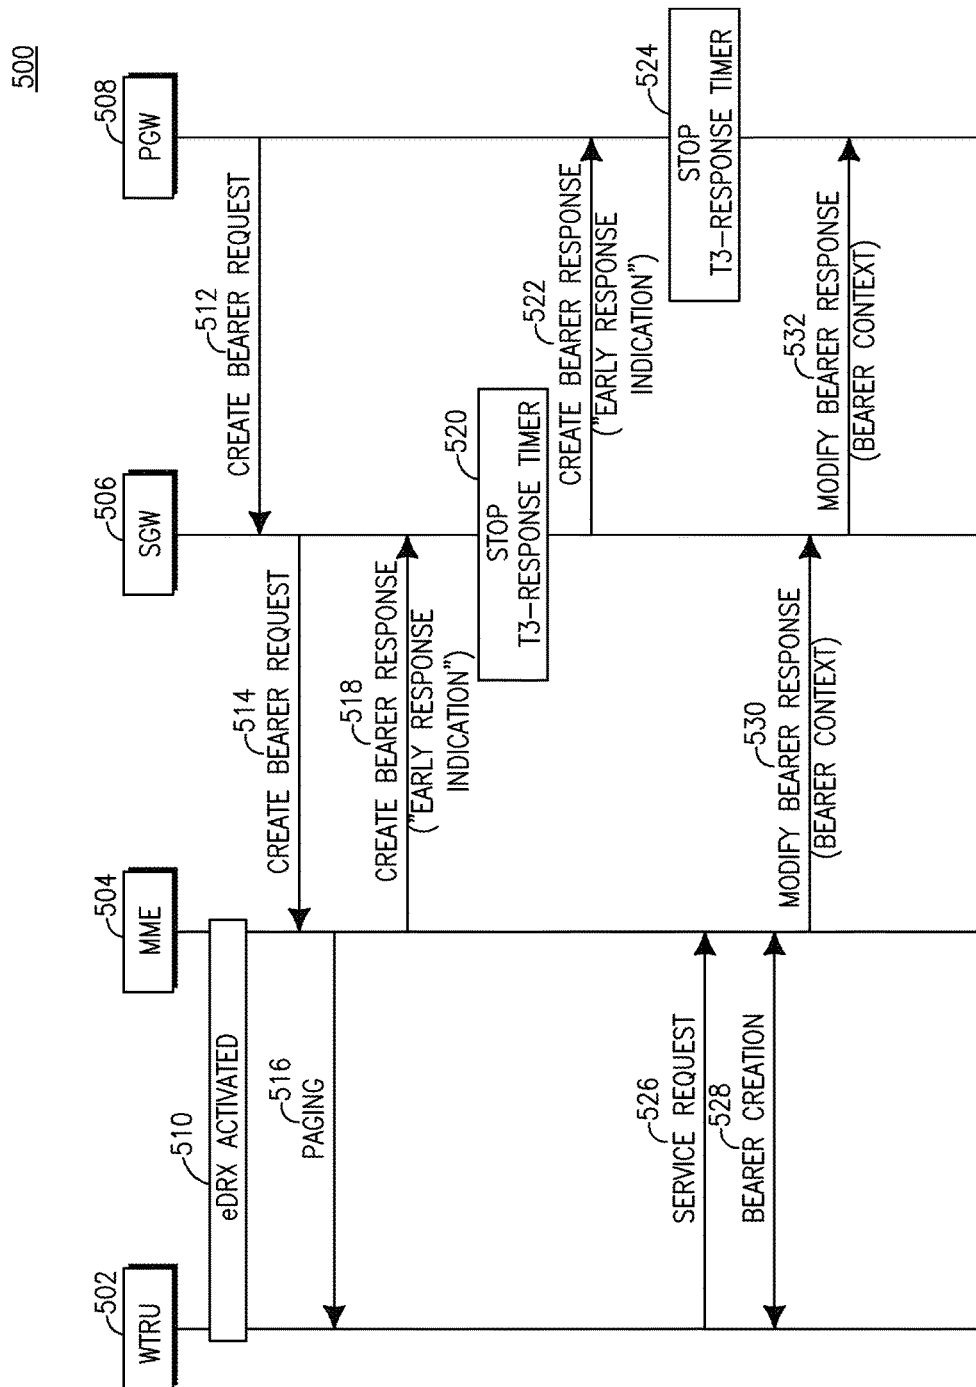 500
502
WTRU
504
MME
506
SGW
508
PGW
510
eDRX ACTIVATED
CREATE BEARER REQUEST
512
CREATE BEARER REQUEST
514
516
PAGING
CREATE BEARER RESPONSE
518
("EARLY RESPONSE
INDICATION")
520
STOP
T3-RESPONSE TIMER
CREATE BEARER RESPONSE
522
("EARLY RESPONSE
INDICATION")
524
STOP
T3-RESPONSE TIMER
526
SERVICE REQUEST
528
BEARER CREATION
530
MODIFY BEARER RESPONSE
(BEARER CONTEXT)
532
MODIFY BEARER RESPONSE
(BEARER CONTEXT)